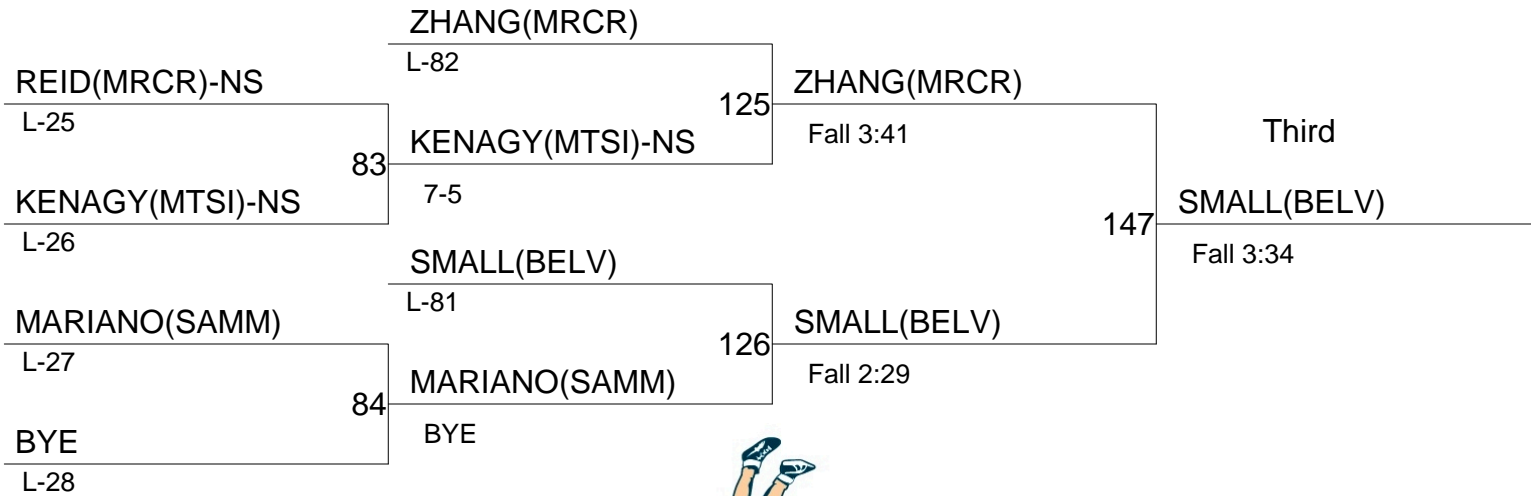 ZHANG(MRCR)
L-82
REID(MRCR)-NS
L-25
125
ZHANG(MRCR)
Fall 3:41
Third
83
KENAGY(MTSI)-NS
7-5
KENAGY(MTSI)-NS
L-26
147
SMALL(BELV)
Fall 3:34
SMALL(BELV)
L-81
MARIANO(SAMM)
L-27
126
SMALL(BELV)
Fall 2:29
84
MARIANO(SAMM)
BYE
BYE
L-28